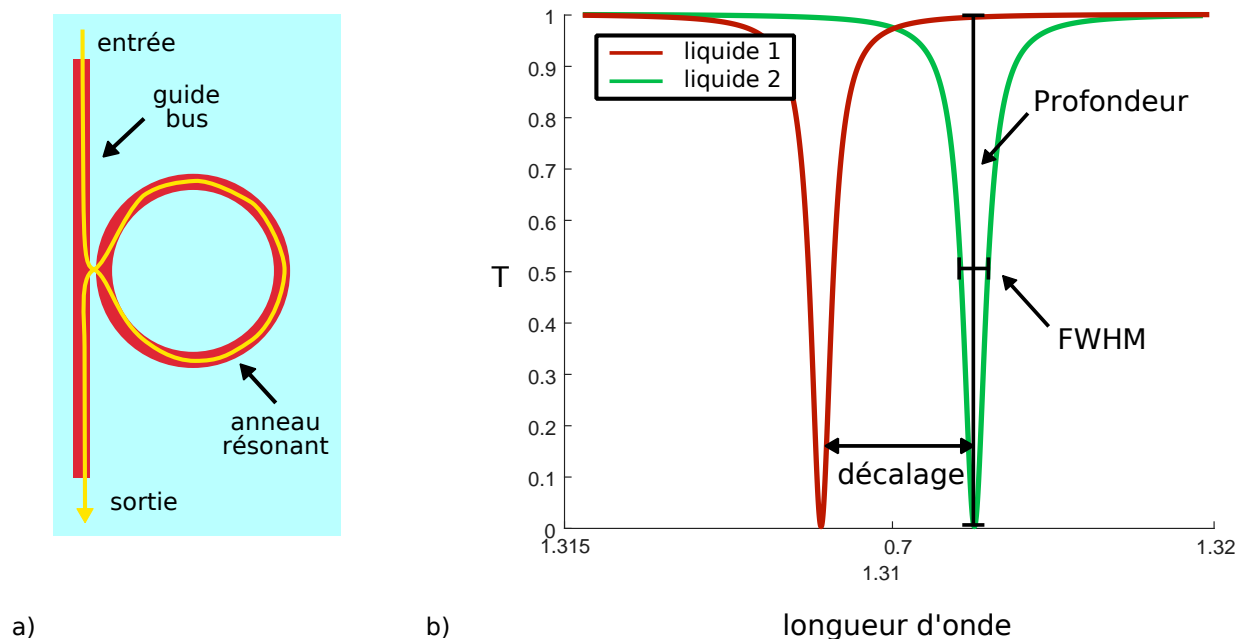 entrée
guide
bus
anneau
résonant
sortie
a)
1
0.9
0.8
0.7
0.6
0.5
0.4
0.3
0.2
0.1
0
T
liquide 1
liquide 2
Profondeur
FWHM
décalage
1.315
0.7
1.31
1.32
b)
longueur d'onde